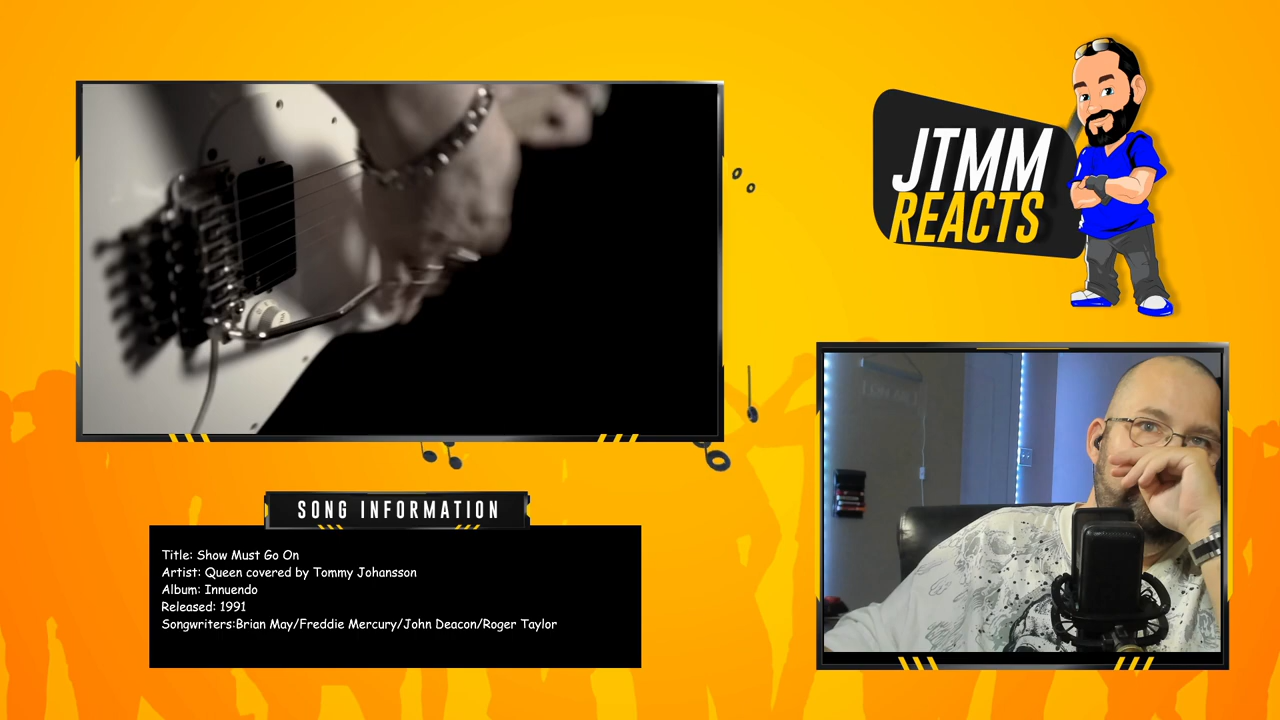 JTMM
REACTS
SONG INFORMATION
Title: Show Must Go On
Artist: Queen covered by Tommy Johansson
Album: Innuendo
Released: 1991
Songwriters:Brian May/Freddie Mercury/John Deacon/Roger Taylor